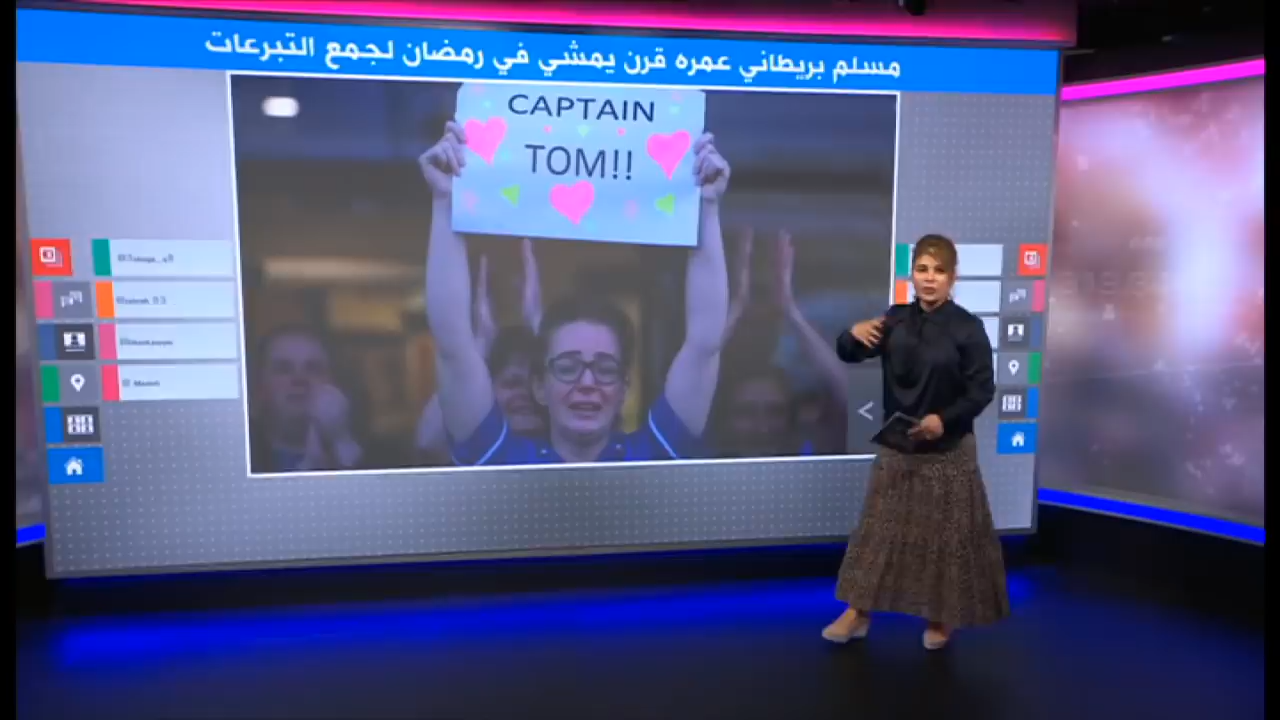 مسلم بريطاني عمره قرن يمشي في رمضان لجمع التبرعات
CAPTAIN
TOM!!